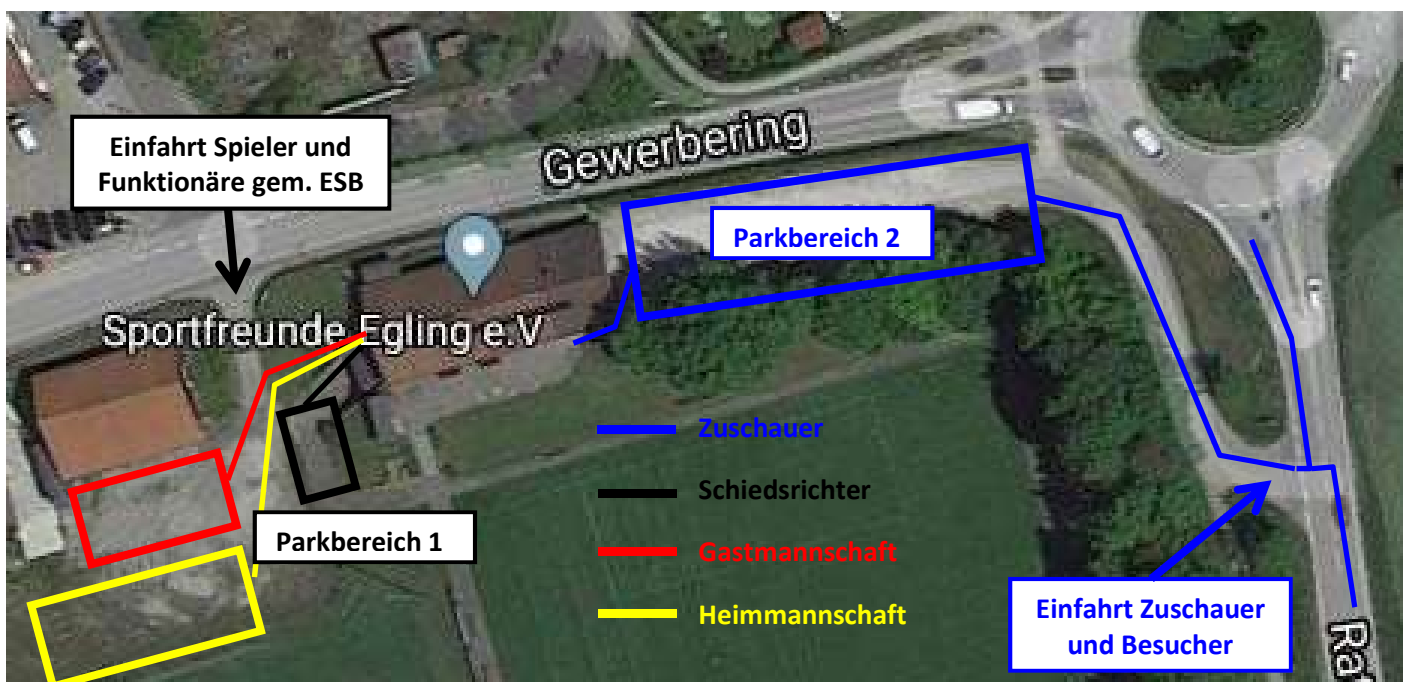 Einfahrt Spieler und
Funktionäre gem. ESB
Gewerbering
Parkbereich 2
Sportfreunde Egling e.V
Zuschauer
Schiedsrichter
Gastmannschaft
Parkbereich 1
Heimmannschaft
Einfahrt Zuschauer
und Besucher